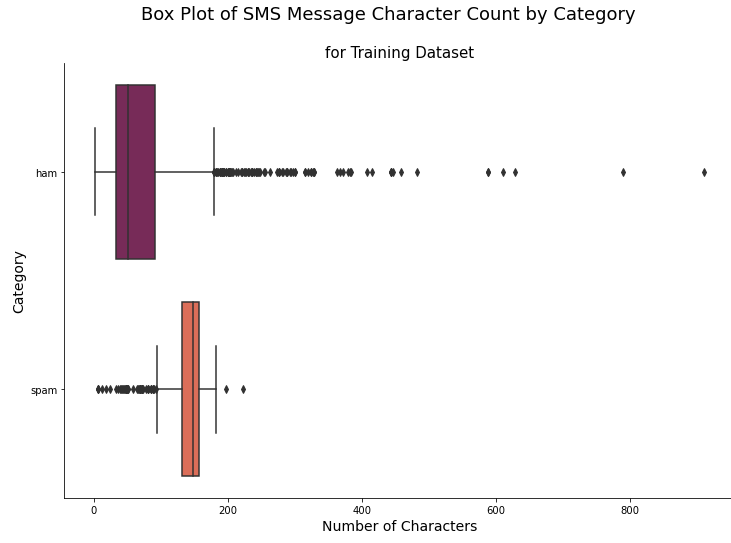 Box Plot of SMS Message Character Count by Category
for Training Dataset
ham
spam
Category
0 200 400 600 800
Number of Characters